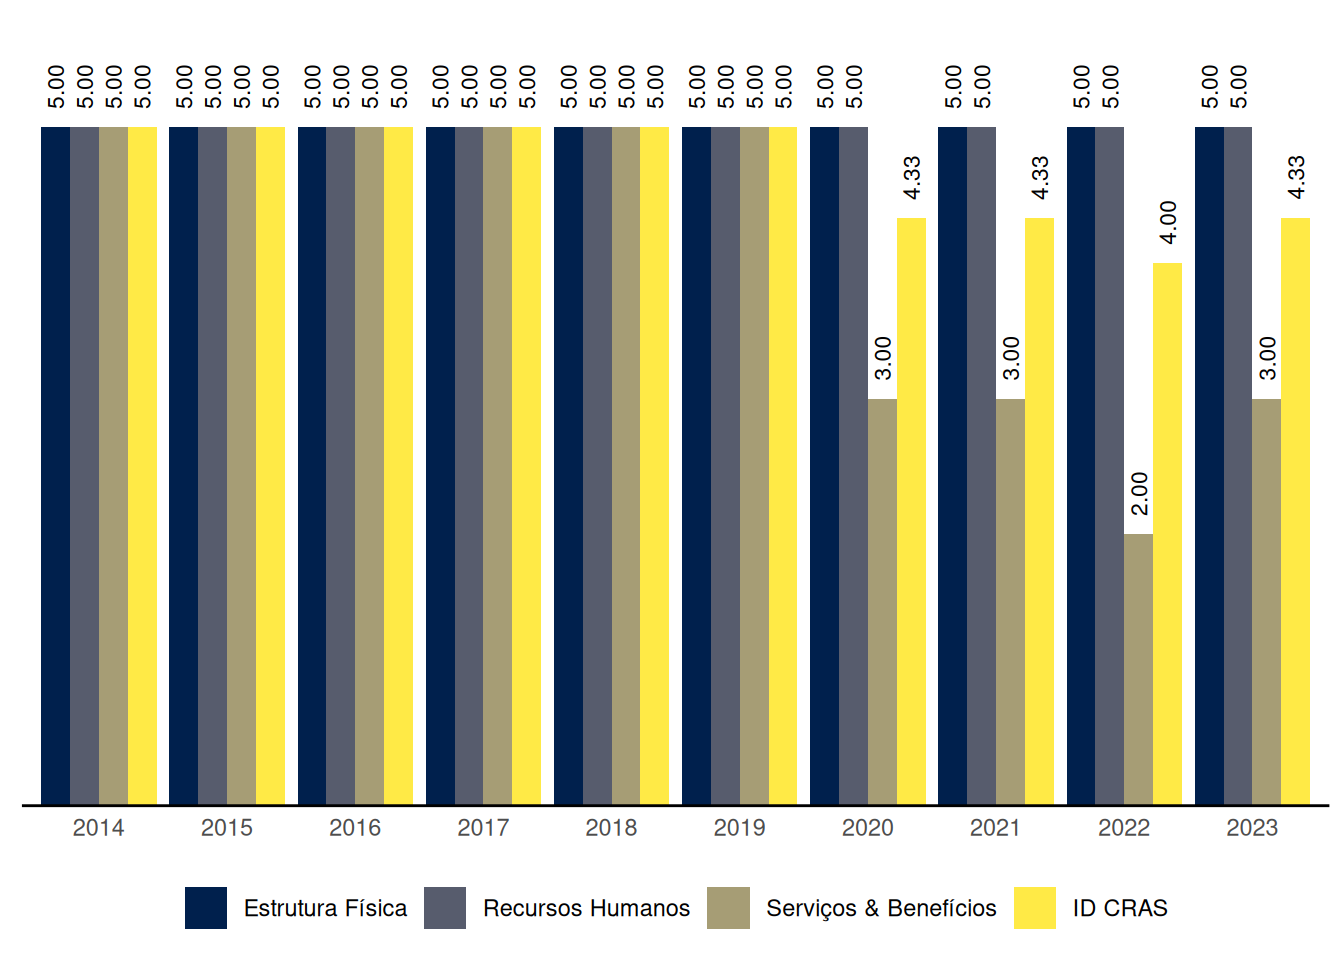 5.00 5.00 5.00 5.00 5.00 5.00 5.00 5.00 5.00 5.00 5.00 5.00 5.00 5.00 5.00 5.00 5.00 5.00 5.00 5.00 5.00 5.00 5.00 5.00 5.00 5.00 5.00 5.00 5.00 5.00 5.00 5.00
4.33 4.33 4.33
4.00
3.00 3.00 3.00
2.00
2014 2015 2016 2017 2018 2019 2020 2021 2022 2023
Estrutura Física Recursos Humanos Serviços & Benefícios ID CRAS